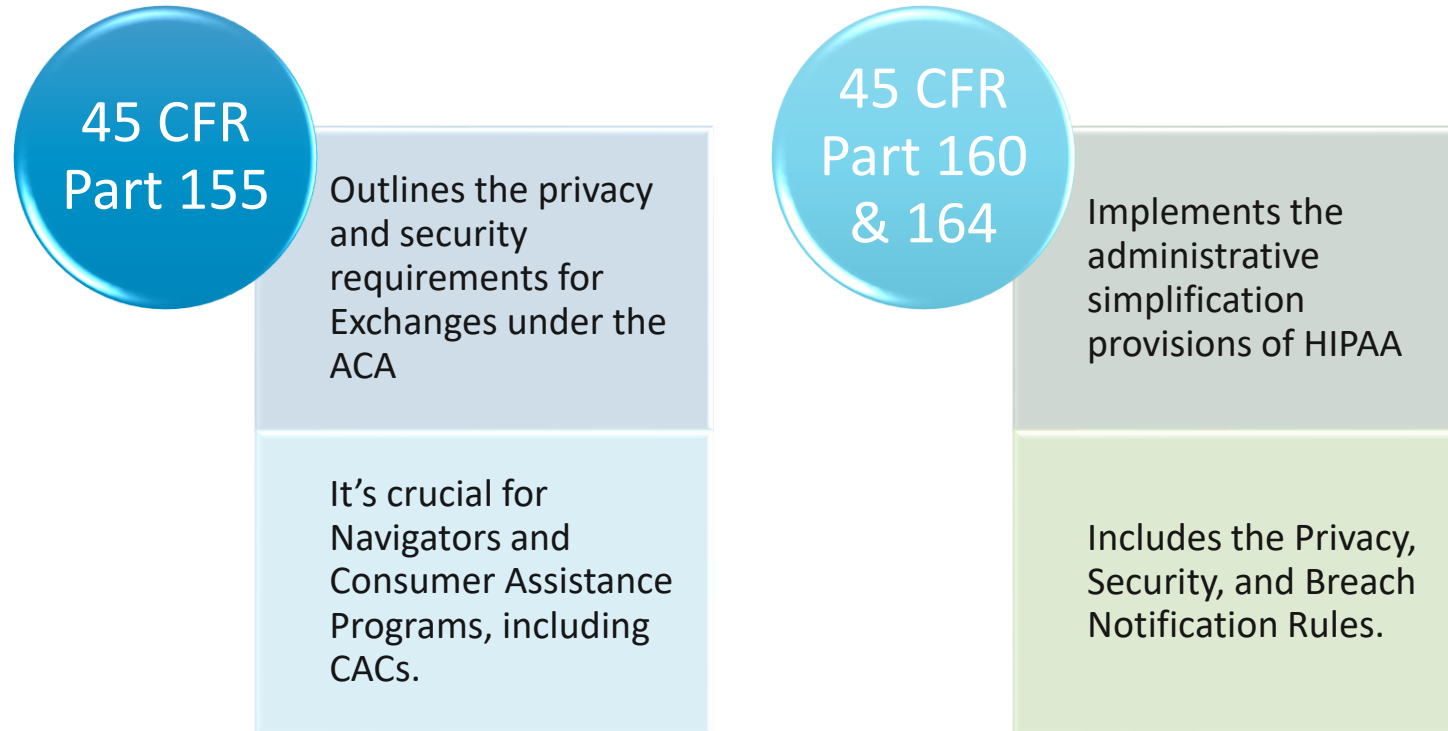 45 CFR
Part 155
Outlines the privacy
and security
requirements for
Exchanges under the
ACA
It’s crucial for
Navigators and
Consumer Assistance
Programs, including
CACs.
45 CFR
Part 160
& 164
Implements the
administrative
simplification
provisions of HIPAA
Includes the Privacy,
Security, and Breach
Notification Rules.